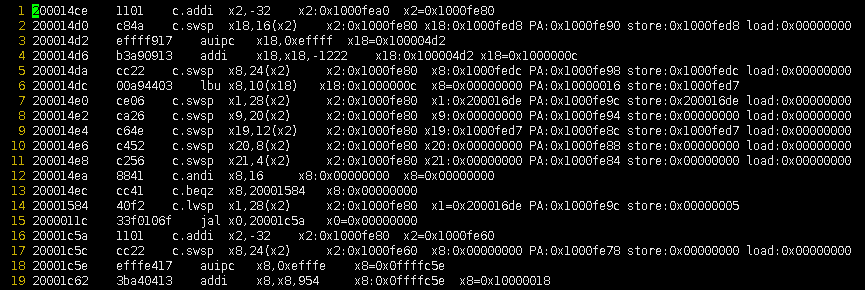 1 200014ce 1101 c.addi x2,-32 x2:0x1000fea0 x2=0x1000fe80
2 200014d0 c84a c.swsp x18,16(x2) x2:0x1000fe80 x18:0x1000fed8 PA:0x1000fe90 store:0x1000fed8 load:0x00000000
3 200014d2 effff917 auipc x18,0xeffff x18=0x100004d2
4 200014d6 b3a90913 addi x18,x18,-1222 x18:0x100004d2 x18=0x1000000c
5 200014da cc22 c.swsp x8,24(x2) x2:0x1000fe80 x8:0x1000fedc PA:0x1000fe98 store:0x1000fedc load:0x00000000
6 200014dc 00a94403 lbu x8,10(x18) x18:0x1000000c x8=0x00000000 PA:0x10000016 store:0x1000fed7
7 200014e0 ce06 c.swsp x1,28(x2) x2:0x1000fe80 x1:0x200016de PA:0x1000fe9c store:0x200016de load:0x00000000
8 200014e2 ca26 c.swsp x9,20(x2) x2:0x1000fe80 x9:0x00000000 PA:0x1000fe94 store:0x00000000 load:0x00000000
9 200014e4 c64e c.swsp x19,12(x2) x2:0x1000fe80 x19:0x1000fed7 PA:0x1000fe8c store:0x1000fed7 load:0x00000000
10 200014e6 c452 c.swsp x20,8(x2) x2:0x1000fe80 x20:0x00000000 PA:0x1000fe88 store:0x00000000 load:0x00000000
11 200014e8 c256 c.swsp x21,4(x2) x2:0x1000fe80 x21:0x00000000 PA:0x1000fe84 store:0x00000000 load:0x00000000
12 200014ea 8841 c.andi x8,16 x8:0x00000000 x8=0x00000000
13 200014ec cc41 c.beqz x8,20001584 x8:0x00000000
14 20001584 40f2 c.lwsp x1,28(x2) x2:0x1000fe80 x1=0x200016de PA:0x1000fe9c store:0x00000005
15 2000011c 33f0106f jal x0,20001c5a x0=0x00000000
16 20001c5a 1101 c.addi x2,-32 x2:0x1000fe80 x2=0x1000fe60
17 20001c5c cc22 c.swsp x8,24(x2) x2:0x1000fe60 x8:0x00000000 PA:0x1000fe78 store:0x00000000 load:0x00000000
18 20001c5e efffe417 auipc x8,0xefffe x8=0x0ffffc5e
19 20001c62 3ba40413 addi x8,x8,954 x8:0x0ffffc5e x8=0x10000018